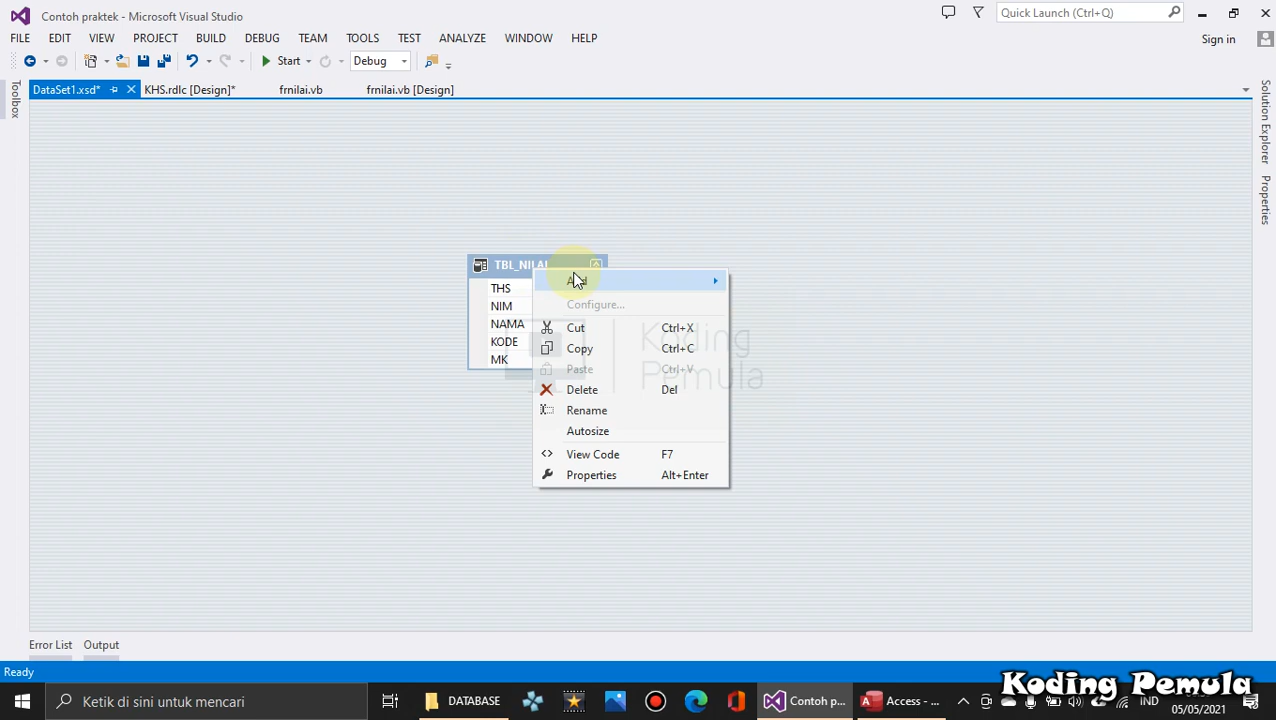 Contoh praktek - Microsoft Visual Studio
Quick Launch (Ctrl+Q)
FILE EDIT VIEW PROJECT BUILD DEBUG TEAM TOOLS TEST ANALYZE WINDOW HELP
Sign in
Start Debug
DataSet1.xsd* KHS.rdlc [Design]* frnilai.vb frnilai.vb [Design]
Toolbox
Solution Explorer
Properties
TBL_NILAI
THS
NIM
NAMA
KODE
MK
Add
Configure...
Cut Ctrl+X
Copy Ctrl+C
Paste Ctrl+V
Delete Del
Rename
Autosize
View Code F7
Properties Alt+Enter
Koding
Pemula
Error List Output
Ready
Koding Pemula
Ketik di sini untuk mencari
DATABASE
Contoh p...
Access - ...
IND
05/05/2021